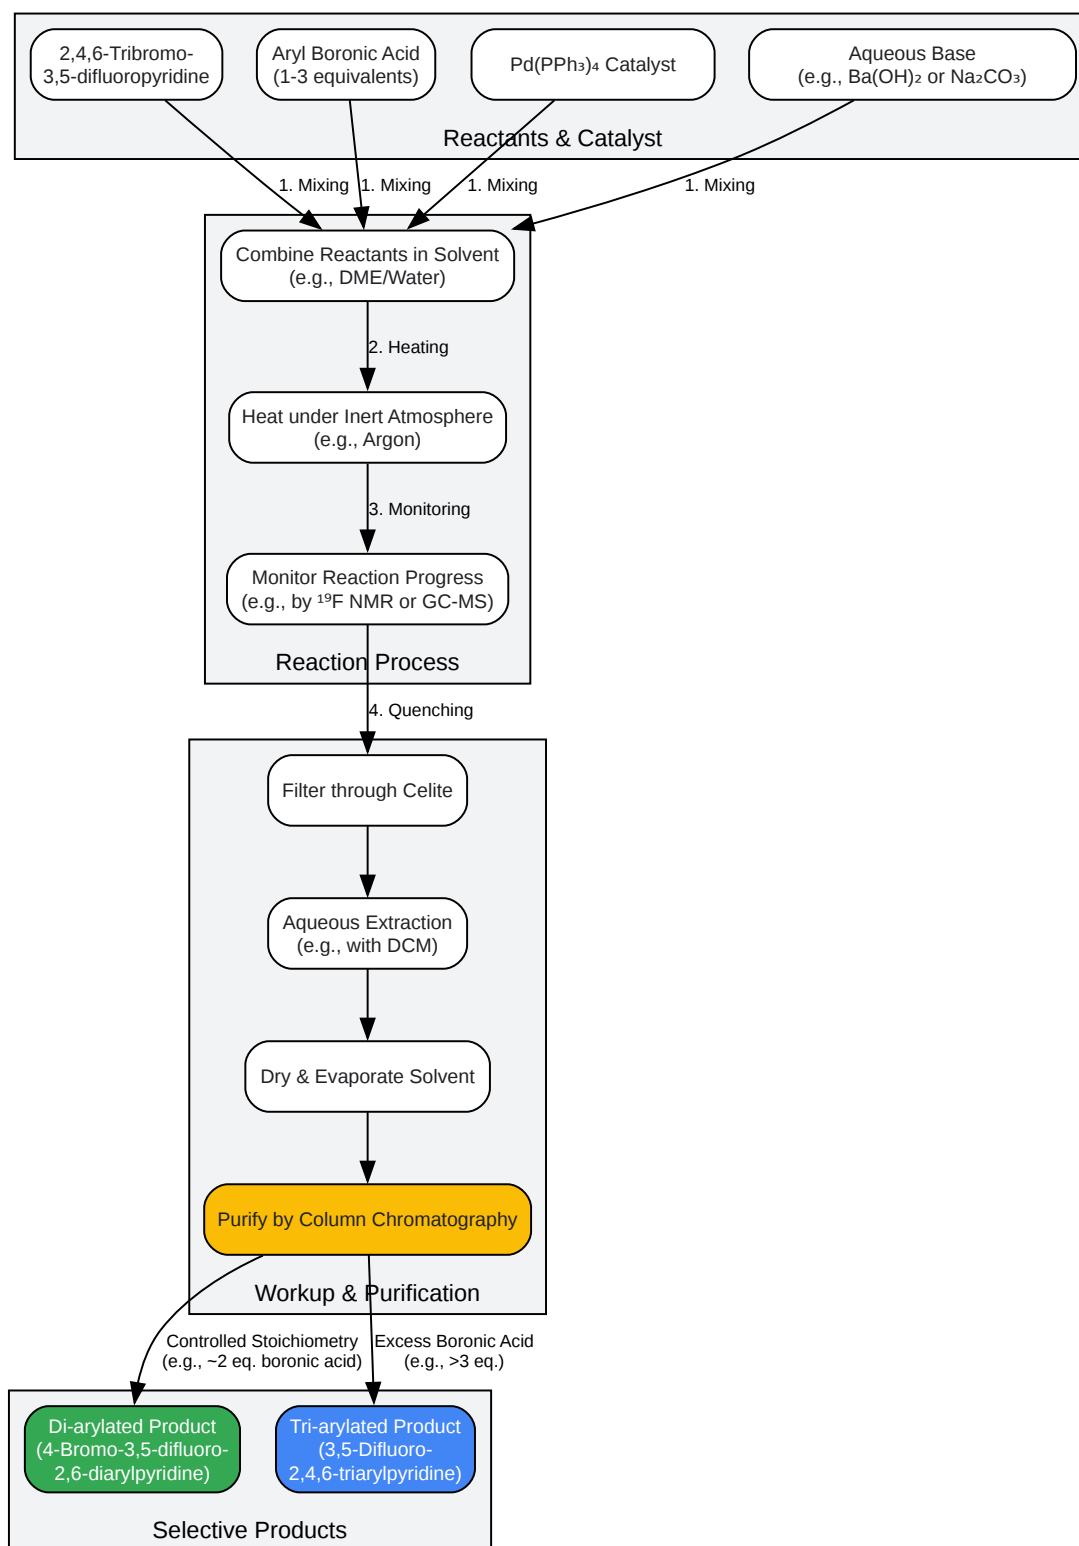 2,4,6-Tribromo-
3,5-difluoropyridine
Aryl Boronic Acid
(1-3 equivalents)
Pd(PPh₃)₄ Catalyst
Aqueous Base
(e.g., Ba(OH)₂ or Na₂CO₃)
Reactants & Catalyst
1. Mixing
1. Mixing
1. Mixing
1. Mixing
Combine Reactants in Solvent
(e.g., DME/Water)
2. Heating
Heat under Inert Atmosphere
(e.g., Argon)
3. Monitoring
Monitor Reaction Progress
(e.g., by ¹⁹F NMR or GC-MS)
Reaction Process
4. Quenching
Filter through Celite
Aqueous Extraction
(e.g., with DCM)
Dry & Evaporate Solvent
Purify by Column Chromatography
Workup & Purification
Controlled Stoichiometry
(e.g., ~2 eq. boronic acid)
Excess Boronic Acid
(e.g., >3 eq.)
Di-arylated Product
(4-Bromo-3,5-difluoro-
2,6-diarylpyridine)
Tri-arylated Product
(3,5-Difluoro-
2,4,6-triarylpyridine)
Selective Products